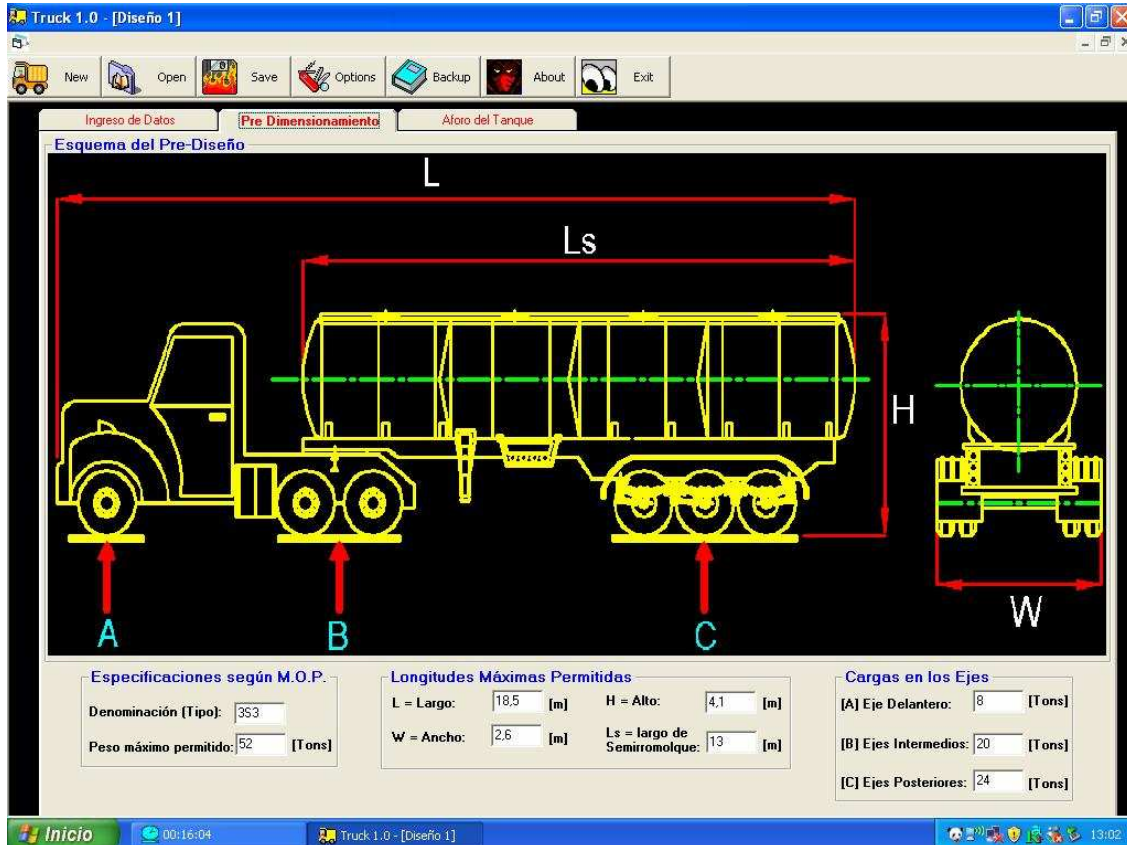 Truck 1.0 - [Diseño 1]
New Open Save Options Backup About Exit
Ingreso de Datos Pre Dimensionamiento Aforo del Tanque
Esquema del Pre-Diseño
L
Ls
H
W
A B C
Especificaciones según M.O.P.
Denominación (Tipo): 3S3
Peso máximo permitido: 52 [Tons]
Longitudes Máximas Permitidas
L = Largo: 18,5 [m] H = Alto: 4,1 [m]
W = Ancho: 2,6 [m] Ls = largo de
Semirromolque: 13 [m]
Cargas en los Ejes
[A] Eje Delantero: 8 [Tons]
[B] Ejes Intermedios: 20 [Tons]
[C] Ejes Posteriores: 24 [Tons]
Inicio 00:16:04 Truck 1.0 - [Diseño 1] 13:02